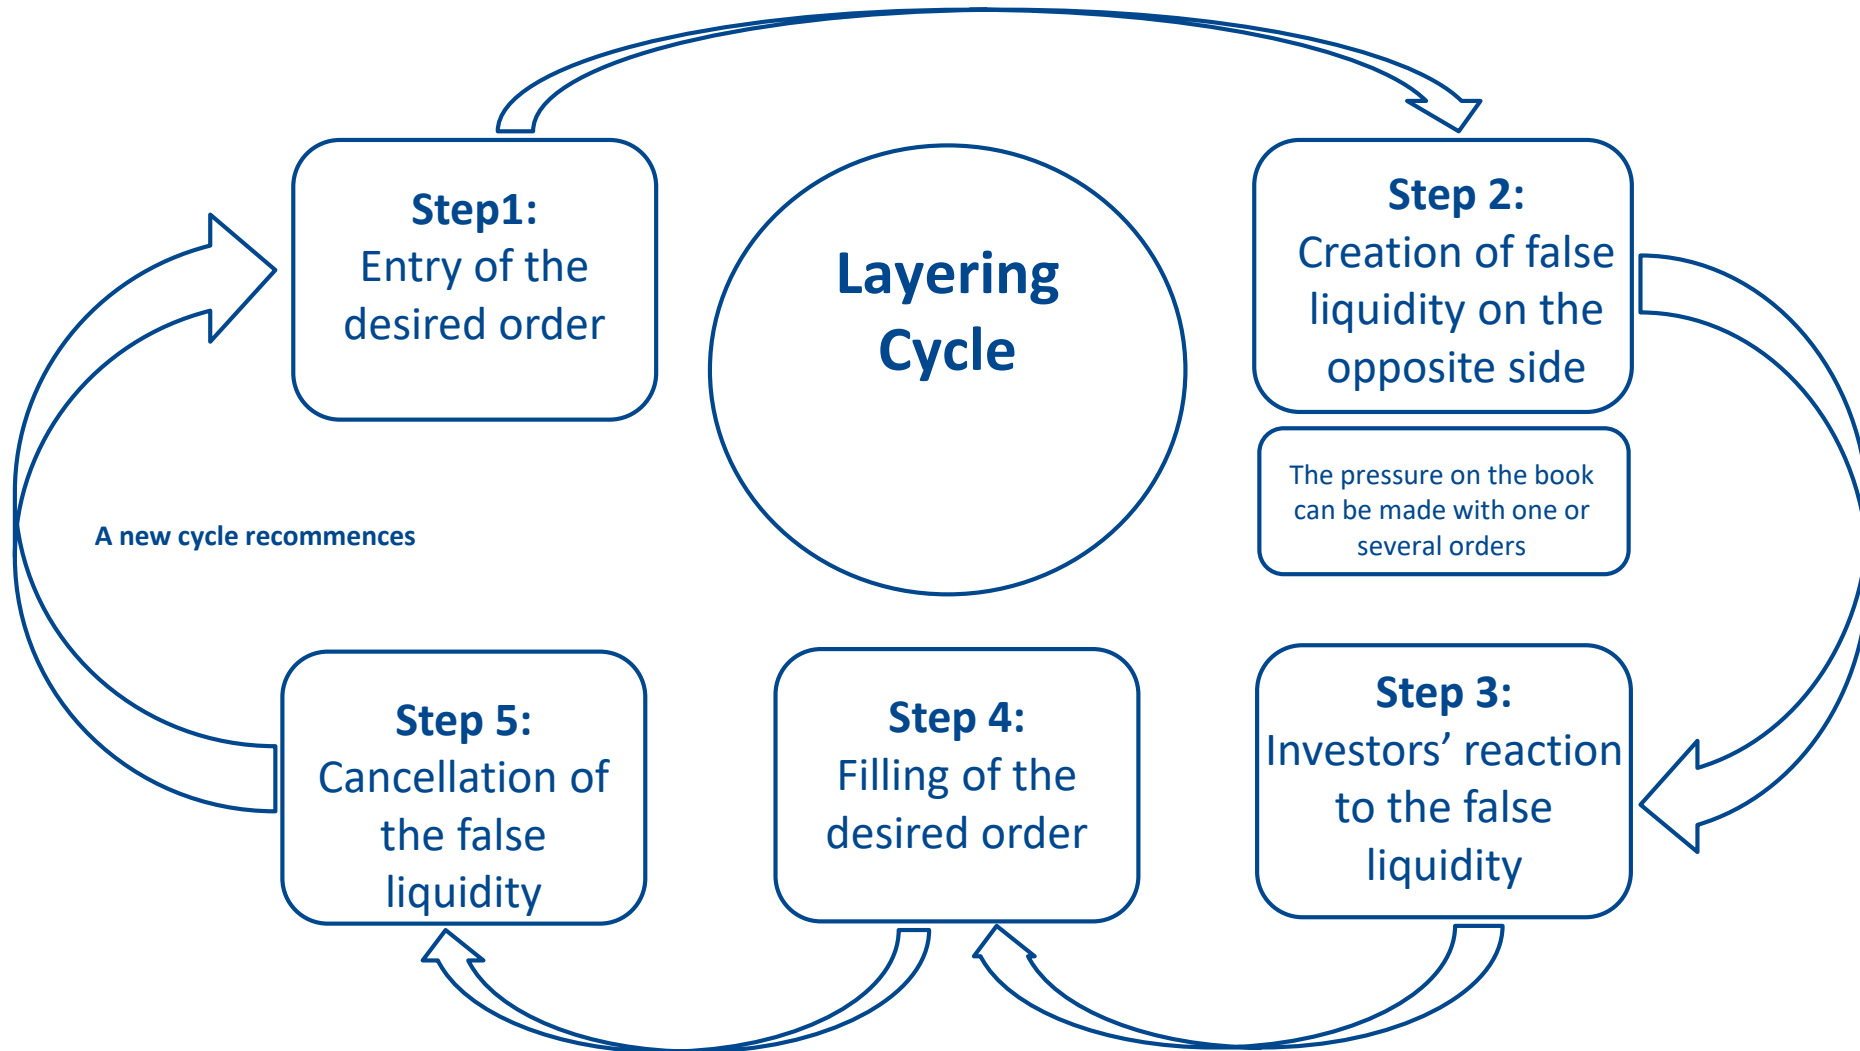 Step1:
Entry of the
desired order
Layering
Cycle
Step 2:
Creation of false
liquidity on the
opposite side
The pressure on the book
can be made with one or
several orders
A new cycle recommences
Step 5:
Cancellation of
the false
liquidity
Step 4:
Filling of the
desired order
Step 3:
Investors’ reaction
to the false
liquidity